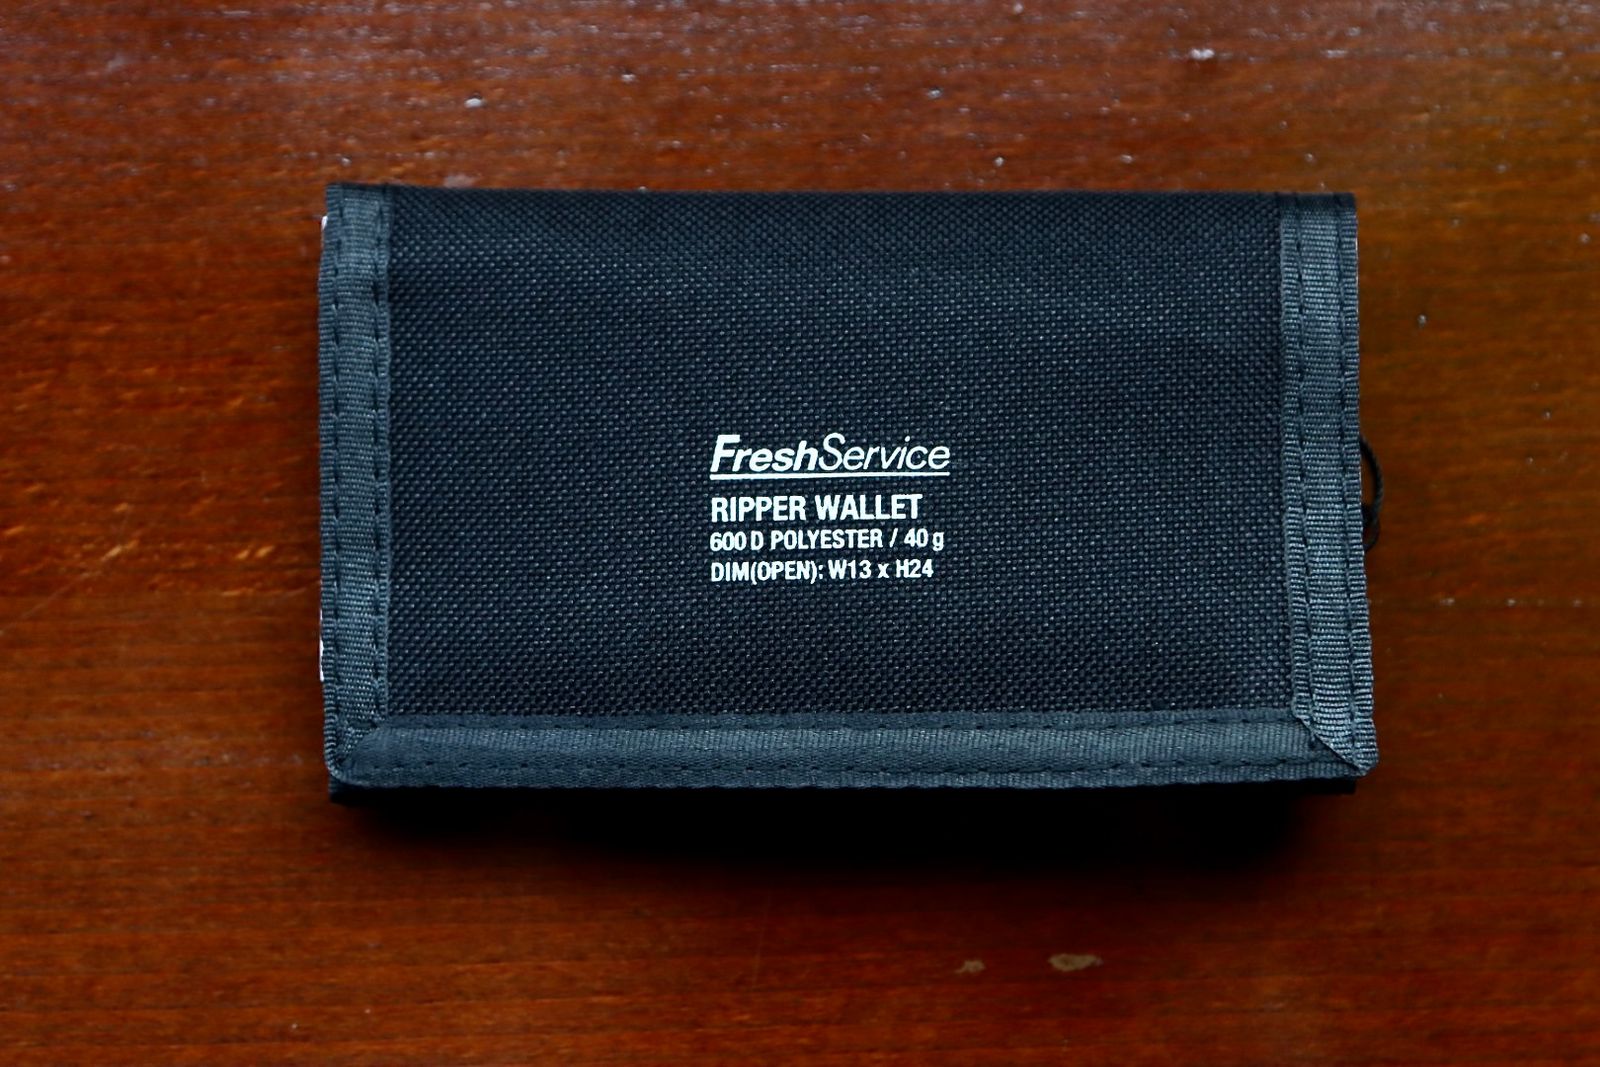 FreshService
RIPPER WALLET
600 D POLYESTER / 40 g
DIM(OPEN): W13 x H24